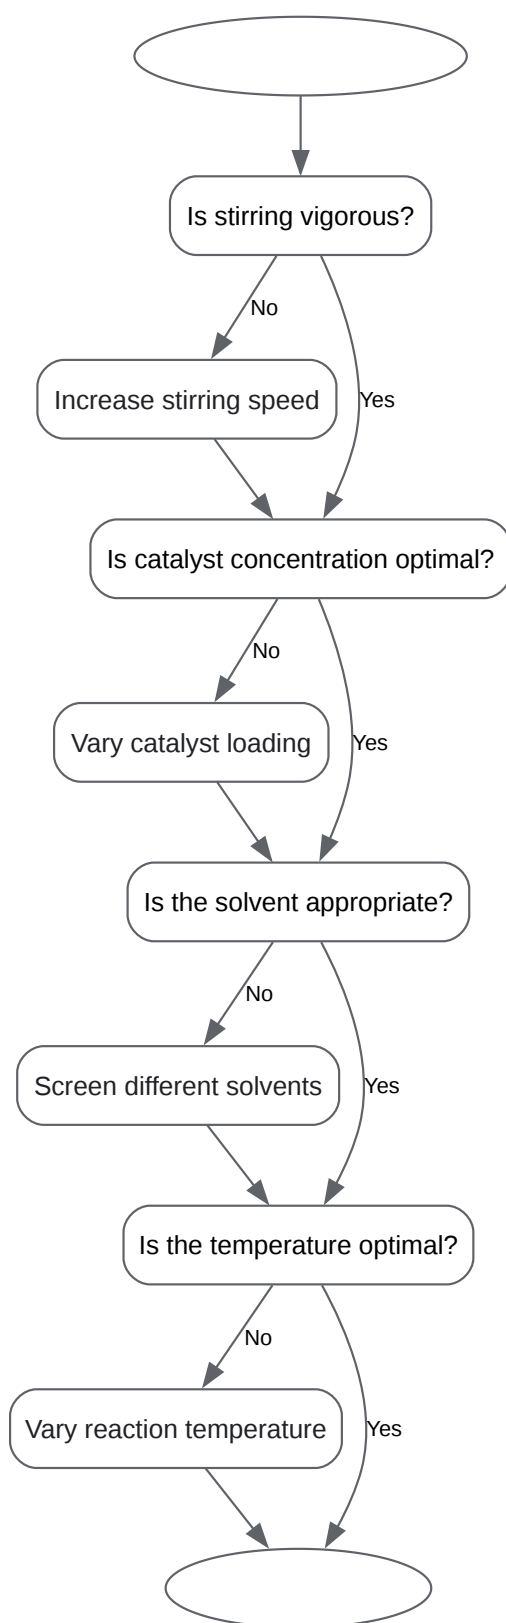 Is stirring vigorous?
No
Increase stirring speed
Yes
Is catalyst concentration optimal?
No
Vary catalyst loading
Yes
Is the solvent appropriate?
No
Screen different solvents
Yes
Is the temperature optimal?
No
Vary reaction temperature
Yes